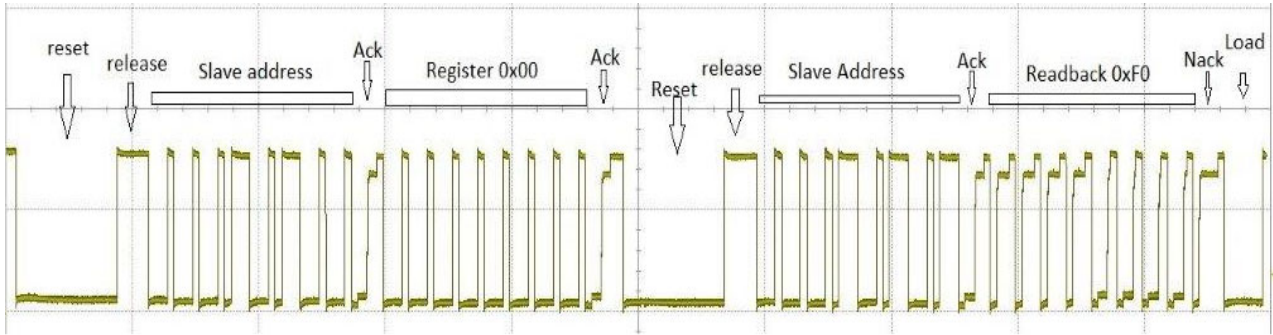 reset
release
Slave address
Ack
Register 0x00
Ack
Reset
release
Slave Address
Ack
Readback 0xF0
Nack
Load